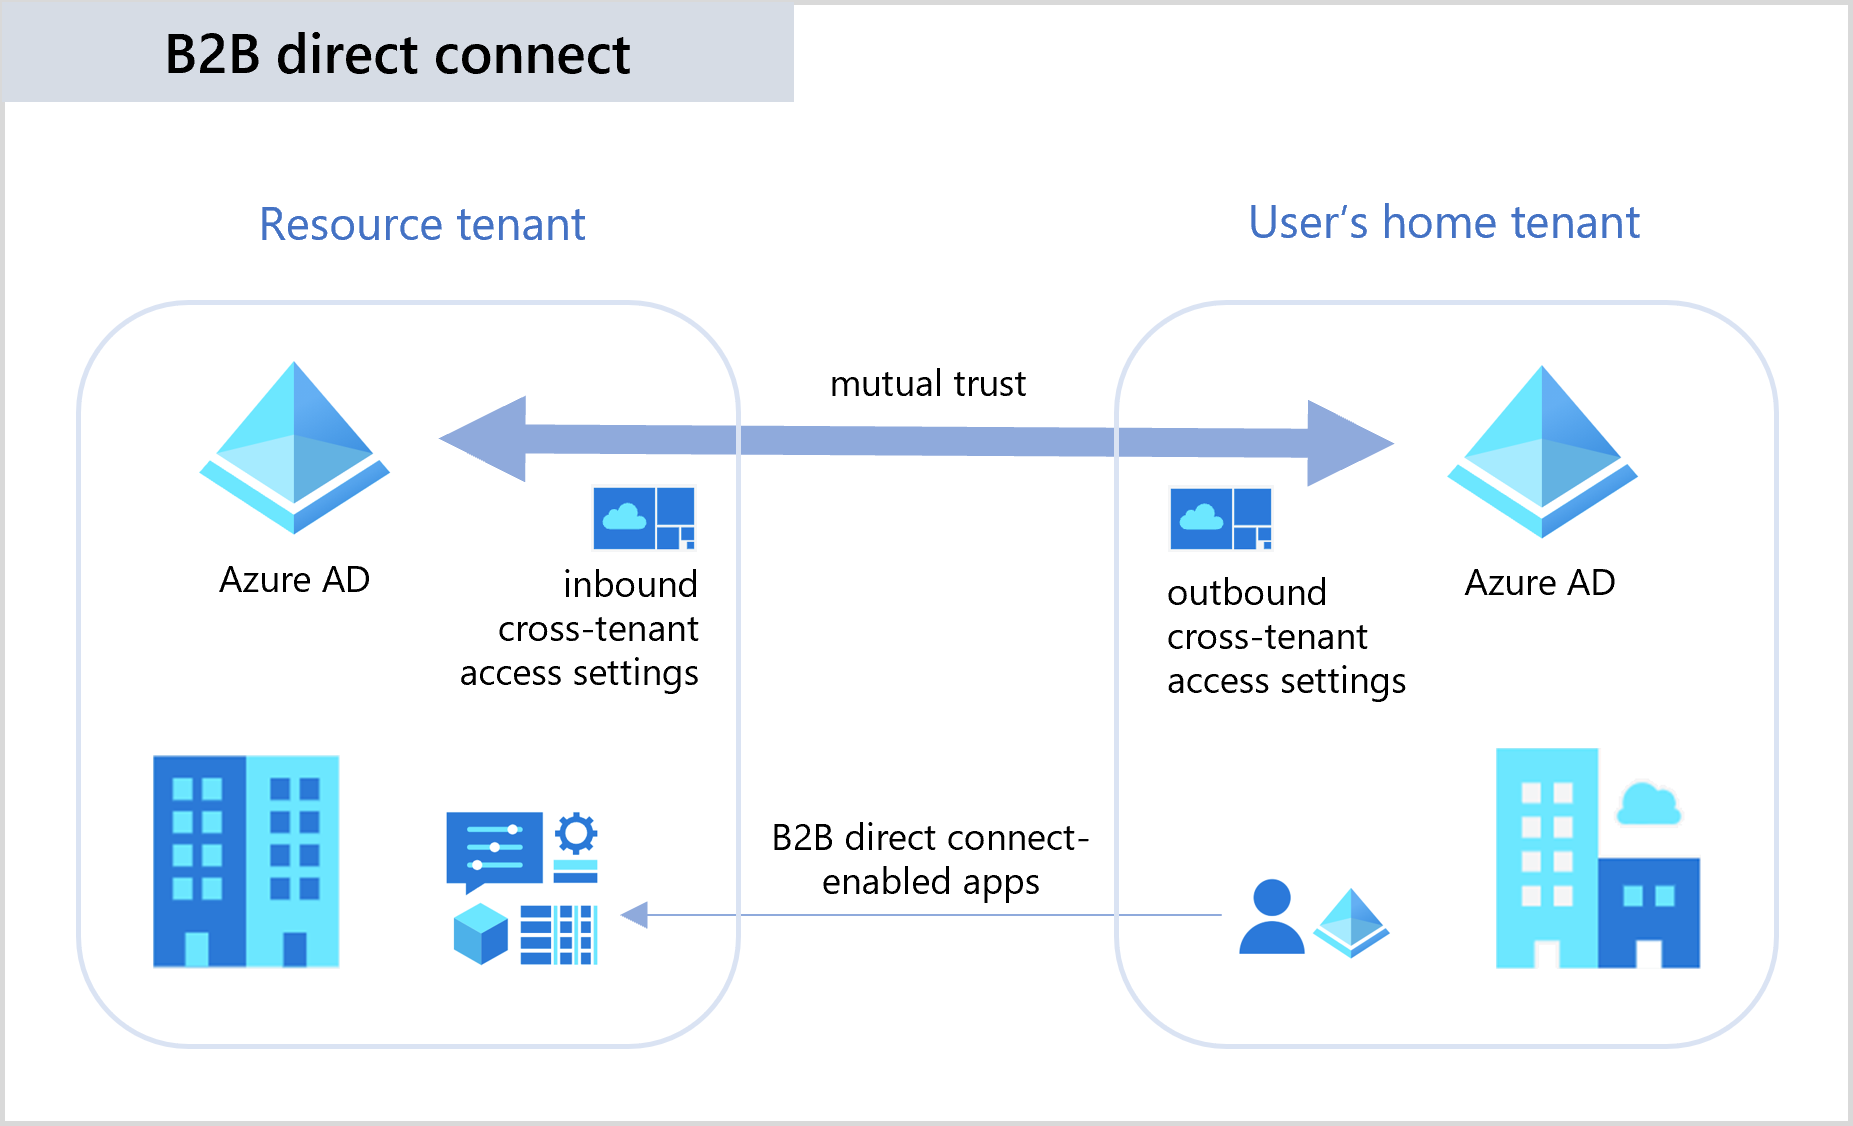 B2B direct connect
Resource tenant
User’s home tenant
mutual trust
Azure AD
inbound
cross-tenant
access settings
outbound
cross-tenant
access settings
Azure AD
B2B direct connect-
enabled apps